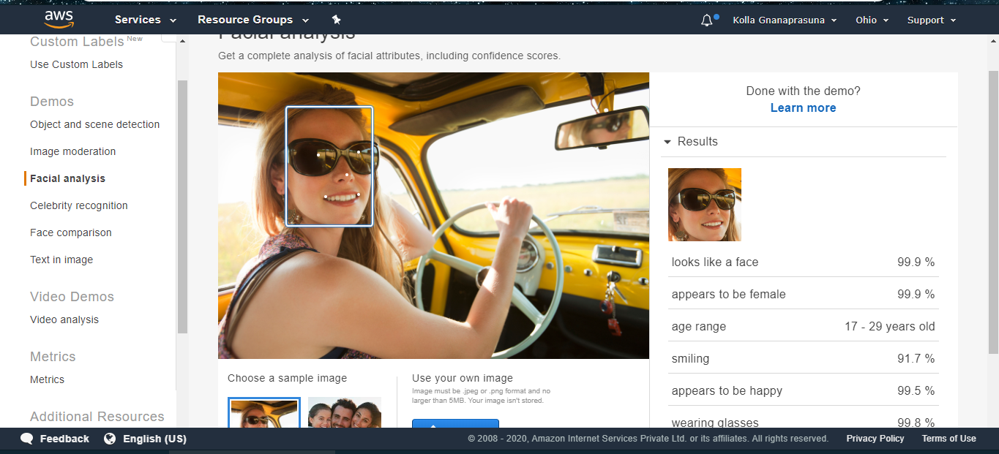 aws
Services
Resource Groups
Kolla Gnanaprasuna
Ohio
Support
Custom Labels New
Use Custom Labels
Demos
Object and scene detection
Image moderation
Facial analysis
Celebrity recognition
Face comparison
Text in image
Video Demos
Video analysis
Metrics
Metrics
Additional Resources
Facial analysis
Get a complete analysis of facial attributes, including confidence scores.
Choose a sample image
Use your own image
Image must be .jpeg or .png format and no
larger than 5MB. Your image isn't stored.
Done with the demo?
Learn more
Results
looks like a face 99.9 %
appears to be female 99.9 %
age range 17 - 29 years old
smiling 91.7 %
appears to be happy 99.5 %
wearing glasses 99.8 %
Feedback
English (US)
© 2008 - 2020, Amazon Internet Services Private Ltd. or its affiliates. All rights reserved.
Privacy Policy
Terms of Use